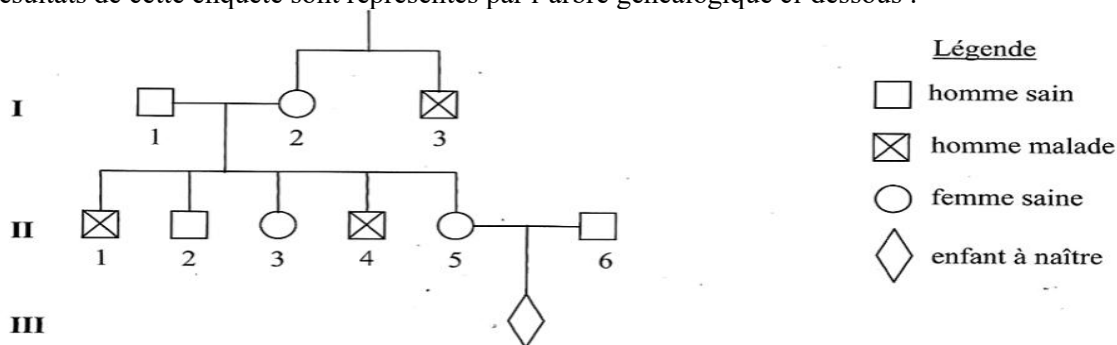 résultats de cette enquête sont représentés par l'arbre généalogique ci-dessous :
Légende
I
1
2
3
homme sain
homme malade
II
1
2
3
4
5
6
femme saine
enfant à naître
III